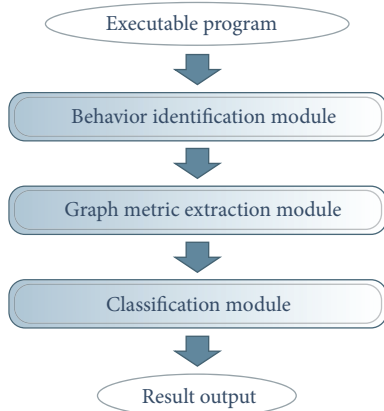 Executable program
Behavior identification module
Graph metric extraction module
Classification module
Result output